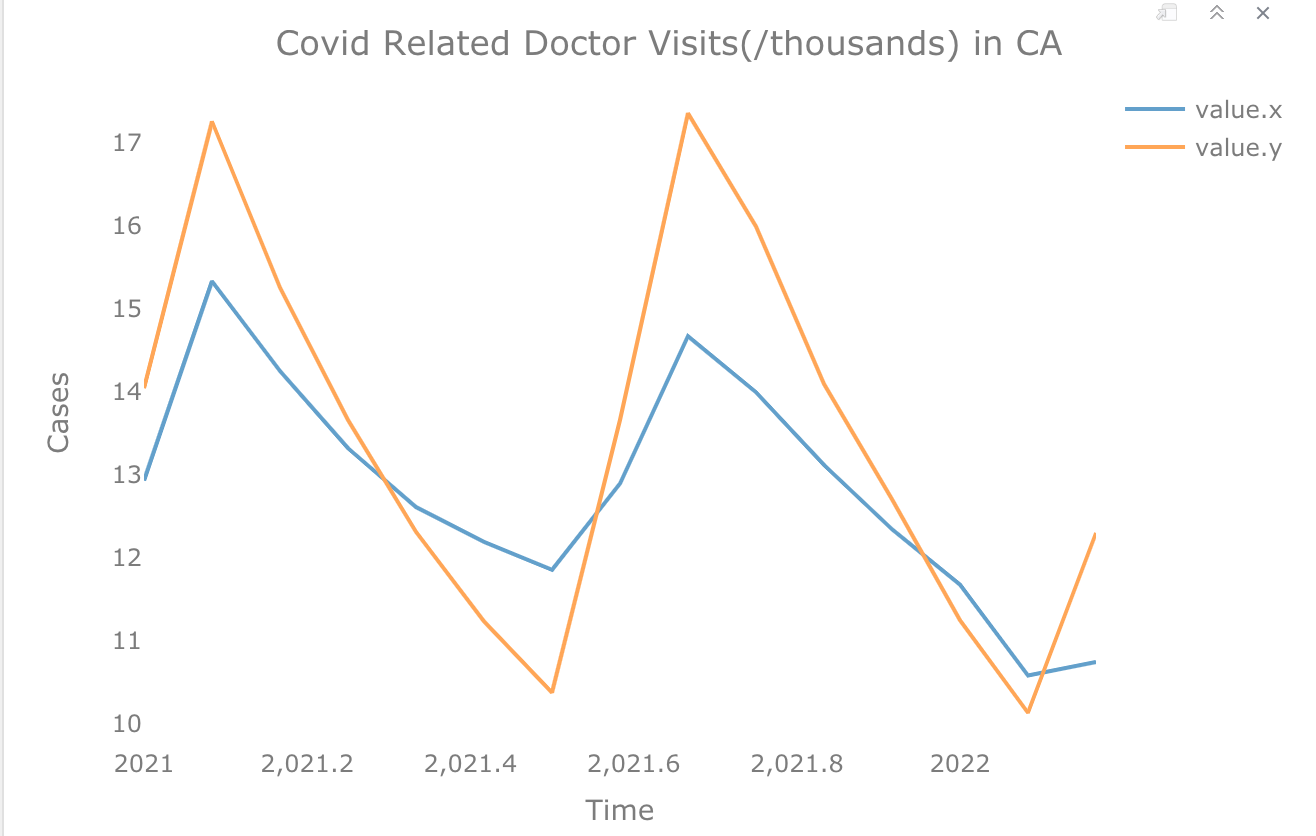 Covid Related Doctor Visits(/thousands) in CA
value.x
value.y
17
16
15
14
13
12
11
10
Cases
2021 2,021.2 2,021.4 2,021.6 2,021.8 2022
Time